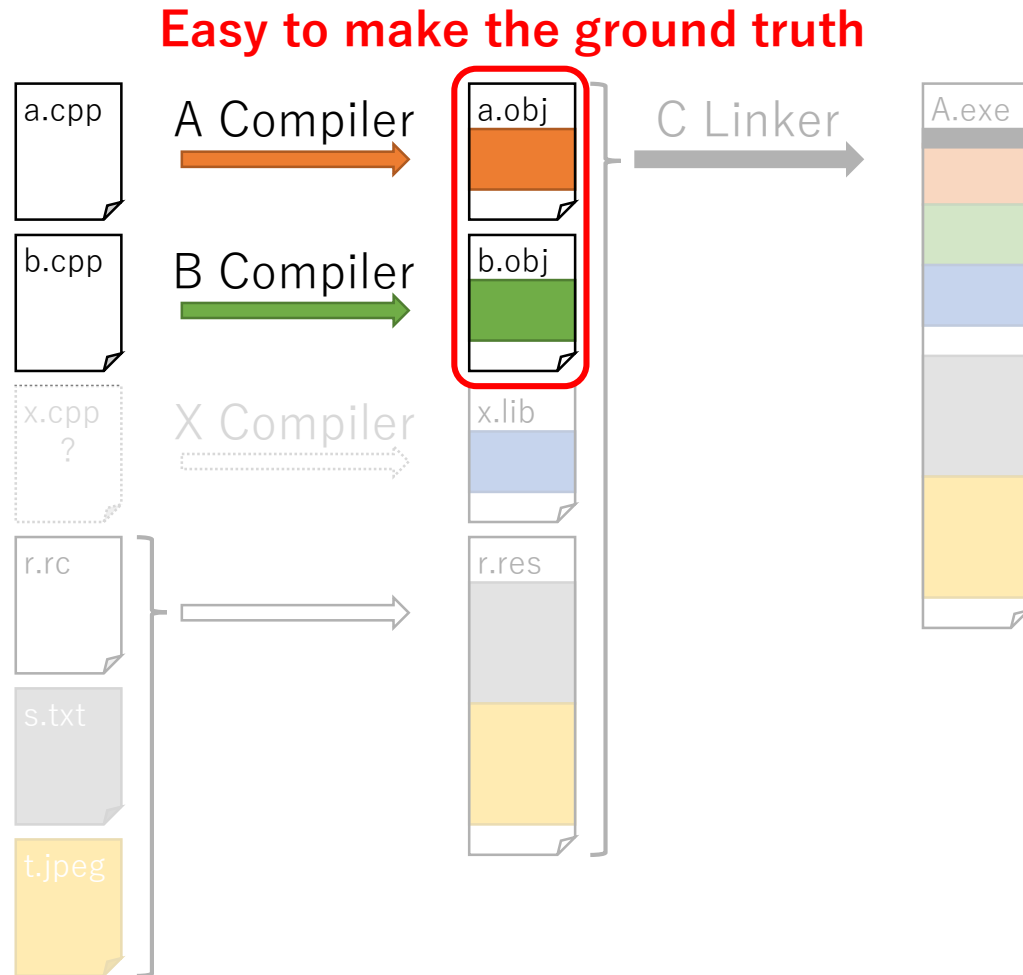 Easy to make the ground truth
a.cpp
A Compiler
a.obj
C Linker
A.exe
b.cpp
B Compiler
b.obj
x.cpp
?
X Compiler
x.lib
r.rc
r.res
s.txt
t.jpeg